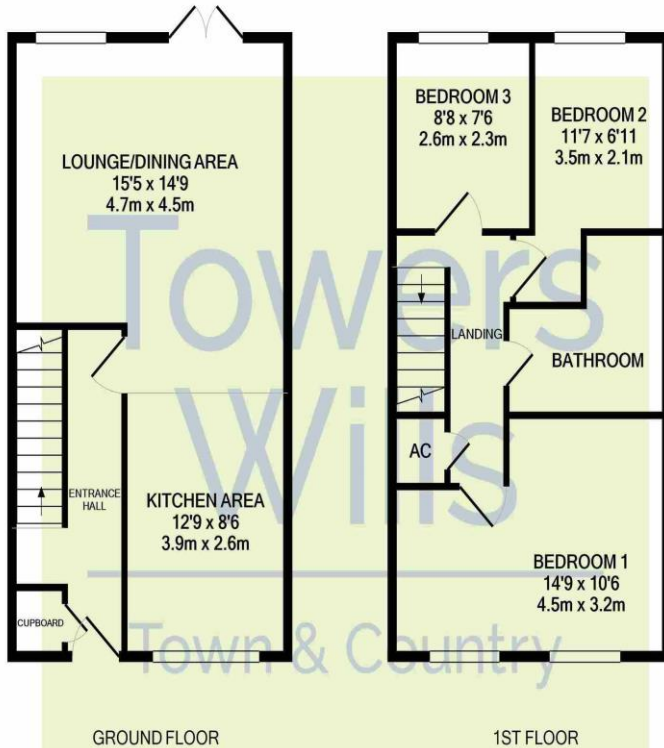 LOUNGE/DINING AREA
15'5 x 14'9
4.7m x 4.5m
ENTRANCE
HALL
KITCHEN AREA
12'9 x 8'6
3.9m x 2.6m
CUPBOARD
GROUND FLOOR
BEDROOM 3
8'8 x 7'6
2.6m x 2.3m
BEDROOM 2
11'7 x 6'11
3.5m x 2.1m
LANDING
BATHROOM
AC
BEDROOM 1
14'9 x 10'6
4.5m x 3.2m
1ST FLOOR
Towers
Wills
Town & Country